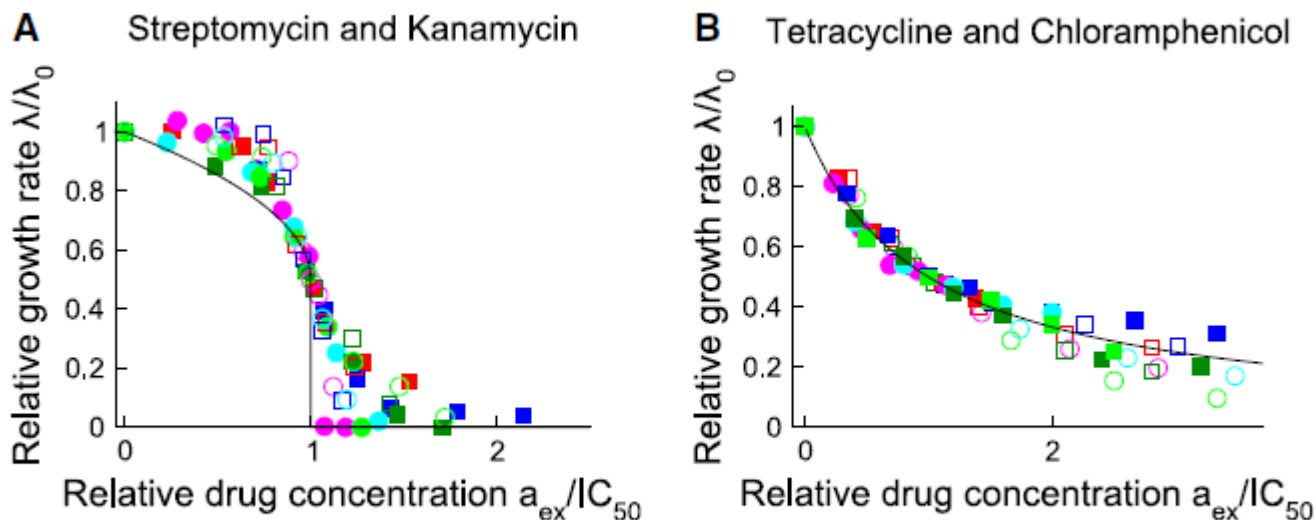 A Streptomycin and Kanamycin
Relative growth rate λ/λ0
1
0.8
0.6
0.4
0.2
0
0 1 2
Relative drug concentration a_ex/IC50
B Tetracycline and Chloramphenicol
Relative growth rate λ/λ0
1
0.8
0.6
0.4
0.2
0
0 2
Relative drug concentration a_ex/IC50